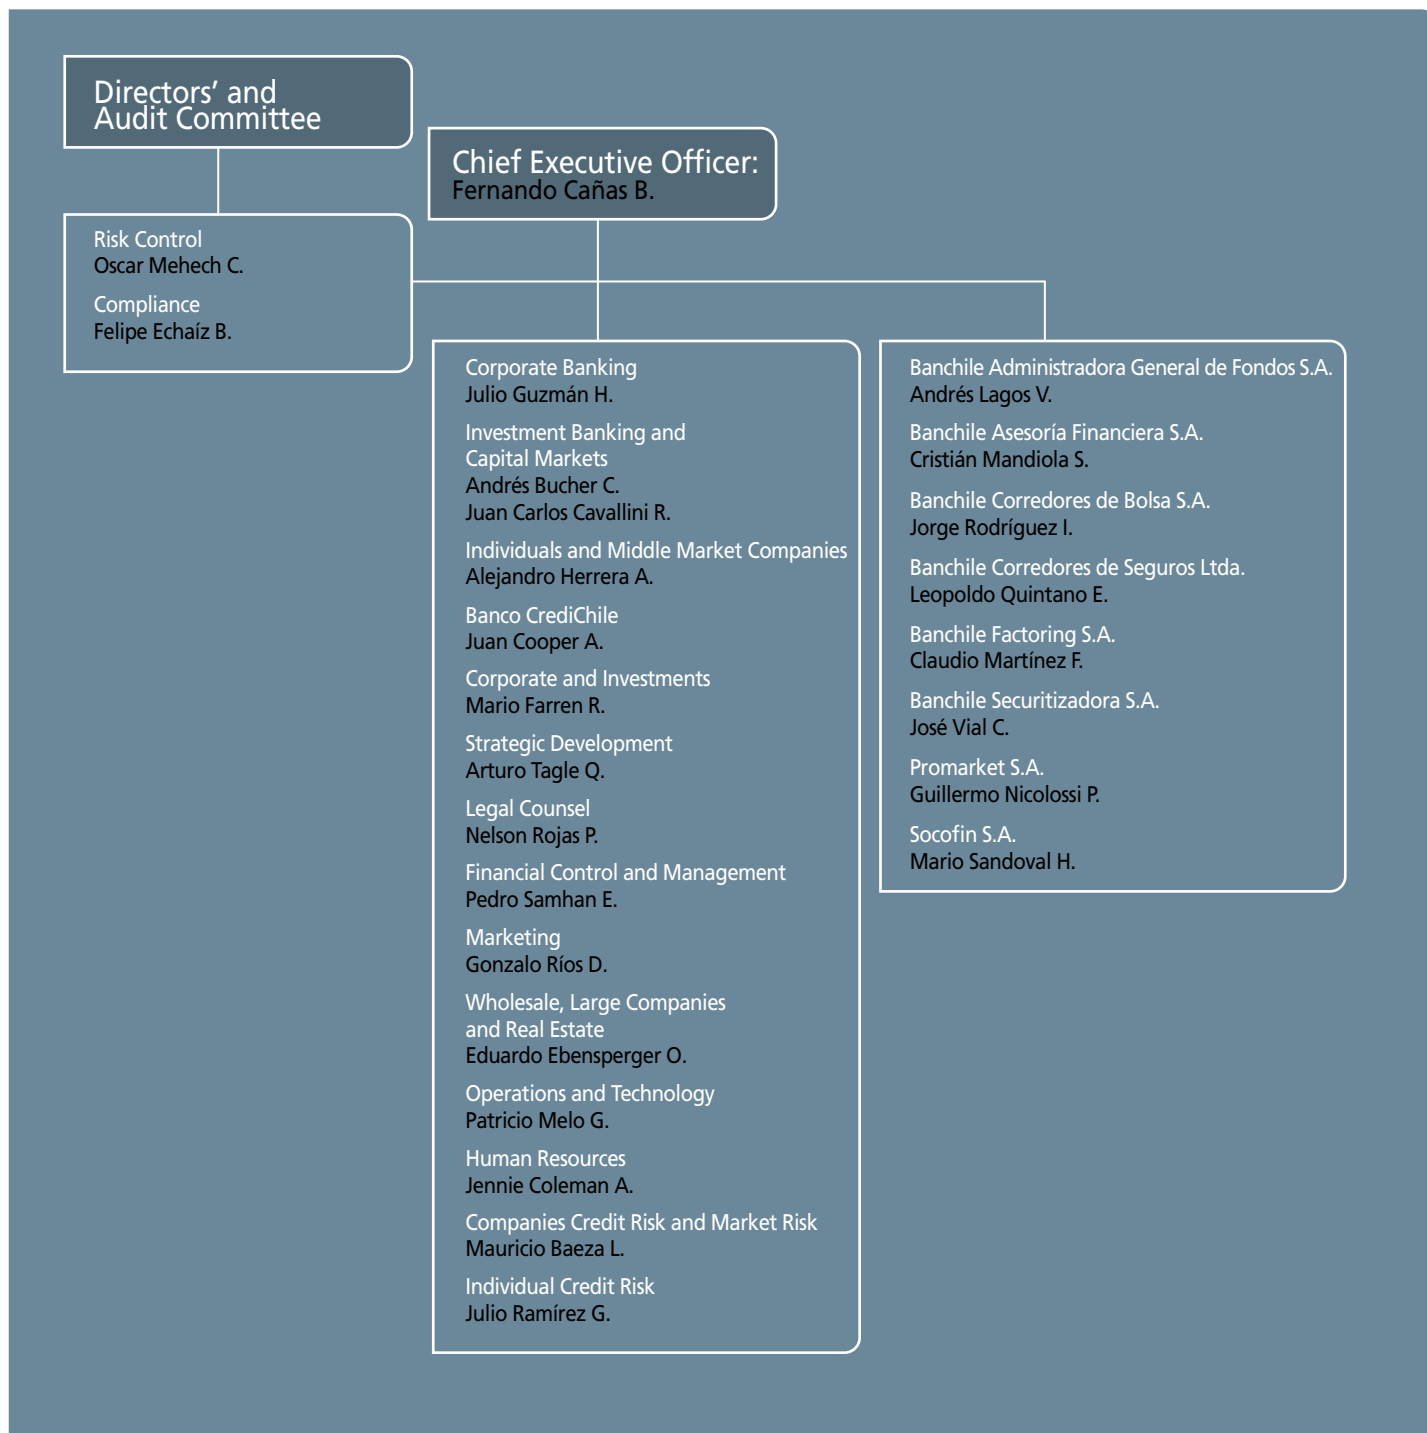 Directors’ and
Audit Committee
Chief Executive Officer:
Fernando Cañas B.
Risk Control
Oscar Mehech C.
Compliance
Felipe Echaíz B.
Corporate Banking
Julio Guzmán H.
Investment Banking and
Capital Markets
Andrés Bucher C.
Juan Carlos Cavallini R.
Individuals and Middle Market Companies
Alejandro Herrera A.
Banco CrediChile
Juan Cooper A.
Corporate and Investments
Mario Farren R.
Strategic Development
Arturo Tagle Q.
Legal Counsel
Nelson Rojas P.
Financial Control and Management
Pedro Samhan E.
Marketing
Gonzalo Ríos D.
Wholesale, Large Companies
and Real Estate
Eduardo Ebensperger O.
Operations and Technology
Patricio Melo G.
Human Resources
Jennie Coleman A.
Companies Credit Risk and Market Risk
Mauricio Baeza L.
Individual Credit Risk
Julio Ramírez G.
Banchile Administradora General de Fondos S.A.
Andrés Lagos V.
Banchile Asesoría Financiera S.A.
Cristián Mandiola S.
Banchile Corredores de Bolsa S.A.
Jorge Rodríguez I.
Banchile Corredores de Seguros Ltda.
Leopoldo Quintano E.
Banchile Factoring S.A.
Claudio Martínez F.
Banchile Securitizadora S.A.
José Vial C.
Promarket S.A.
Guillermo Nicolossi P.
Socofin S.A.
Mario Sandoval H.